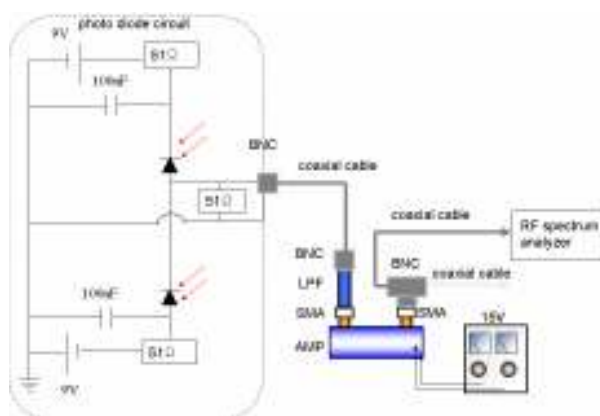 photo diode circuit
9V
51Ω
100nF
BNC
coaxial cable
51Ω
coaxial cable
RF spectrum
analyzer
BNC
BNC
coaxial cable
LPF
SMA
SMA
15V
AMP
100nF
51Ω
9V